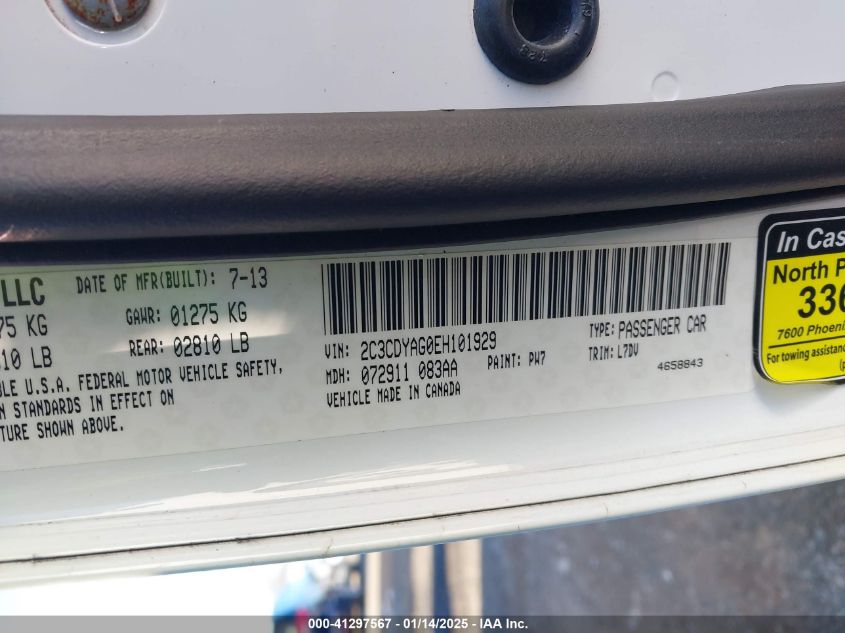 LLC
DATE OF MFR(BUILT): 7-13
75 KG
GAWR: 01275 KG
10 LB
REAR: 02810 LB
BLE U.S.A. FEDERAL MOTOR VEHICLE SAFETY,
N STANDARDS IN EFFECT ON
TURE SHOWN ABOVE.
VIN: 2C3CDYAG0EH101929
TYPE: PASSENGER CAR
MDH: 072911 083AA
PAINT: PW7
TRIM: L7DV
VEHICLE MADE IN CANADA
4658843
In Cas
North P
336
7600 Phoeni
For towing assistanc
(p
000-41297567 - 01/14/2025 - IAA Inc.